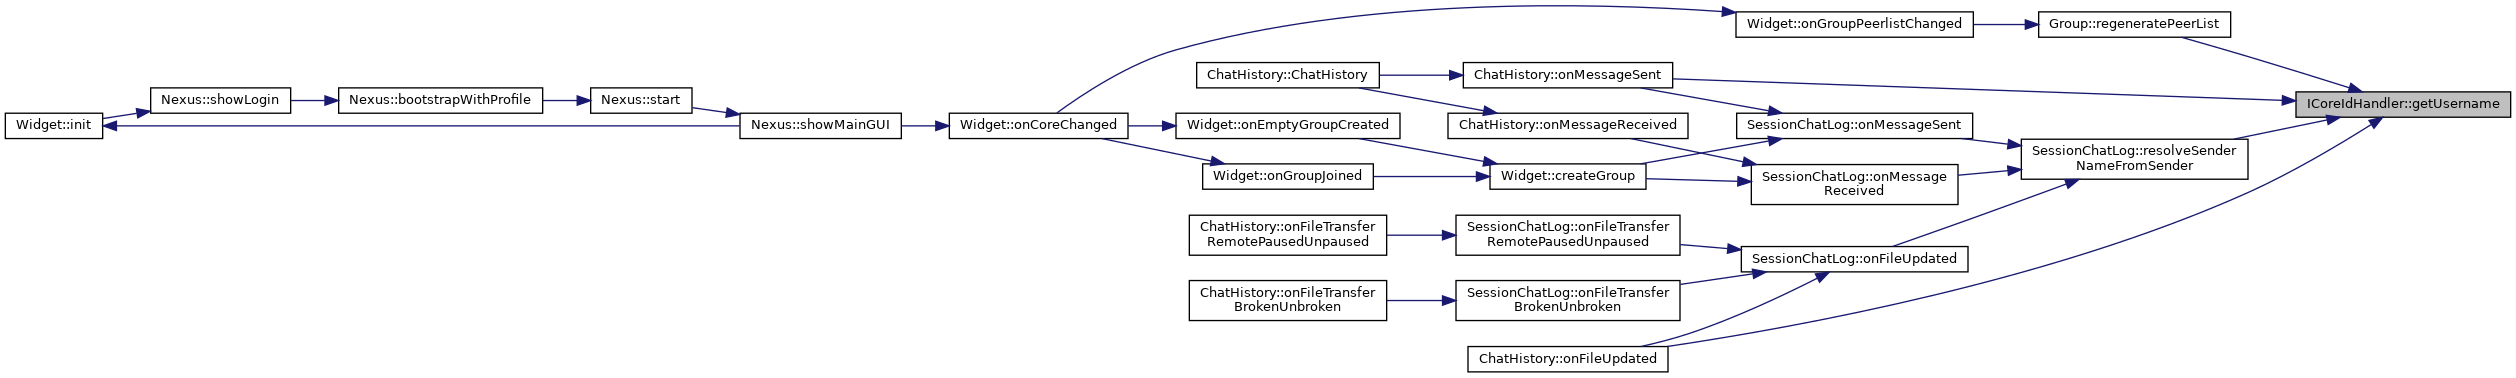 Widget::onGroupPeerlistChanged
Group::regeneratePeerList
ChatHistory::ChatHistory
ChatHistory::onMessageSent
Nexus::showLogin
Nexus::bootstrapWithProfile
Nexus::start
ICoreIdHandler::getUsername
Widget::init
Nexus::showMainGUI
Widget::onCoreChanged
Widget::onEmptyGroupCreated
ChatHistory::onMessageReceived
SessionChatLog::onMessageSent
SessionChatLog::resolveSender
NameFromSender
Widget::onGroupJoined
Widget::createGroup
SessionChatLog::onMessage
Received
ChatHistory::onFileTransfer
RemotePausedUnpaused
SessionChatLog::onFileTransfer
RemotePausedUnpaused
SessionChatLog::onFileUpdated
ChatHistory::onFileTransfer
BrokenUnbroken
SessionChatLog::onFileTransfer
BrokenUnbroken
ChatHistory::onFileUpdated